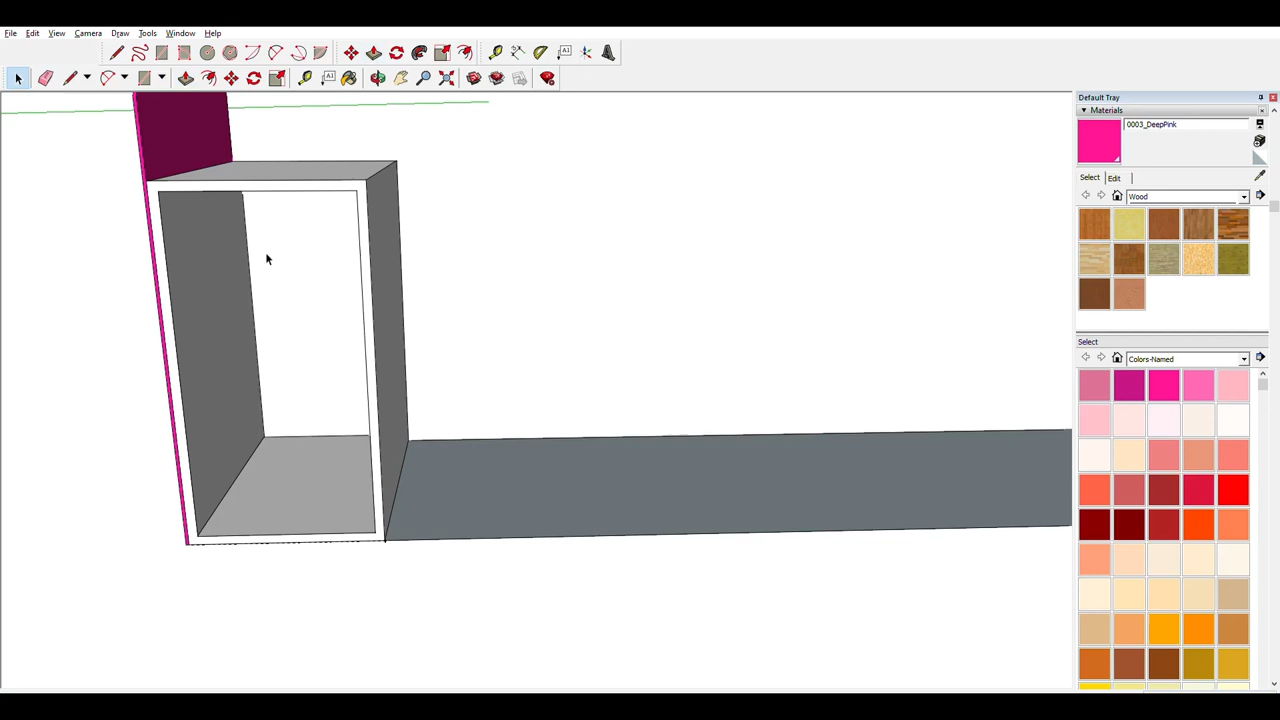 File Edit View Camera Draw Tools Window Help
Default Tray
Materials
0003_DeepPink
Select Edit
Wood
Select
Colors-Named